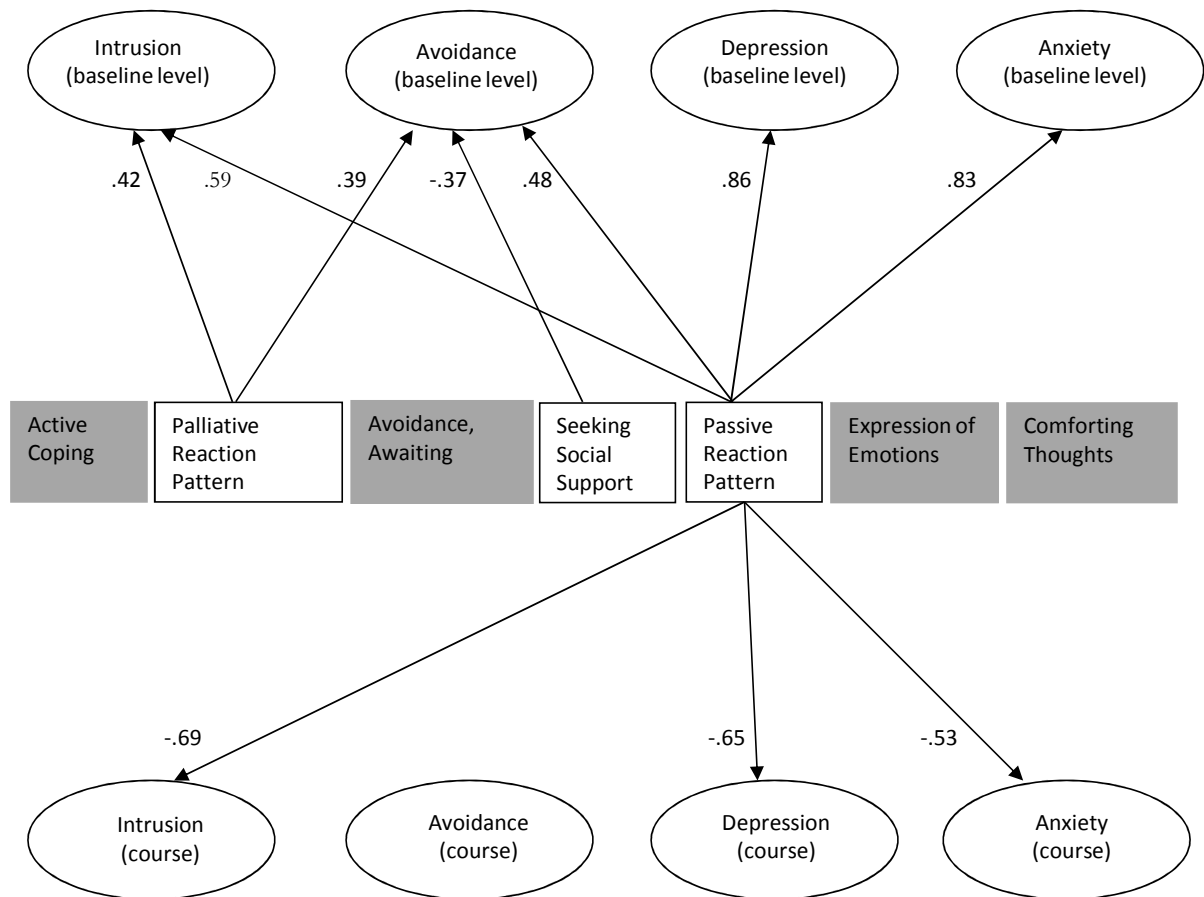 Intrusion
(baseline level)
Avoidance
(baseline level)
Depression
(baseline level)
Anxiety
(baseline level)
.42
.59
.39
-.37
.48
.86
.83
Active
Coping
Palliative
Reaction
Pattern
Avoidance,
Awaiting
Seeking
Social
Support
Passive
Reaction
Pattern
Expression of
Emotions
Comforting
Thoughts
-.69
-.65
-.53
Intrusion
(course)
Avoidance
(course)
Depression
(course)
Anxiety
(course)